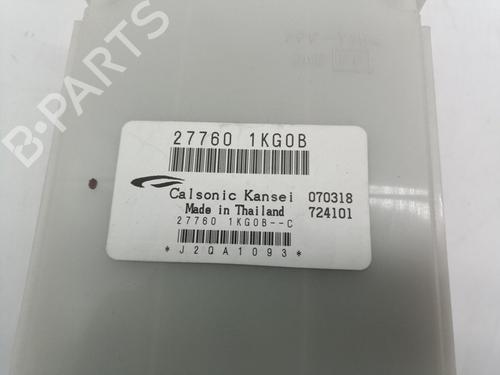 B-PARTS
27760 1KG0B
Calsonic Kansei 070318
Made in Thailand 724101
27760 1KG0B--C
*J2QA1093*